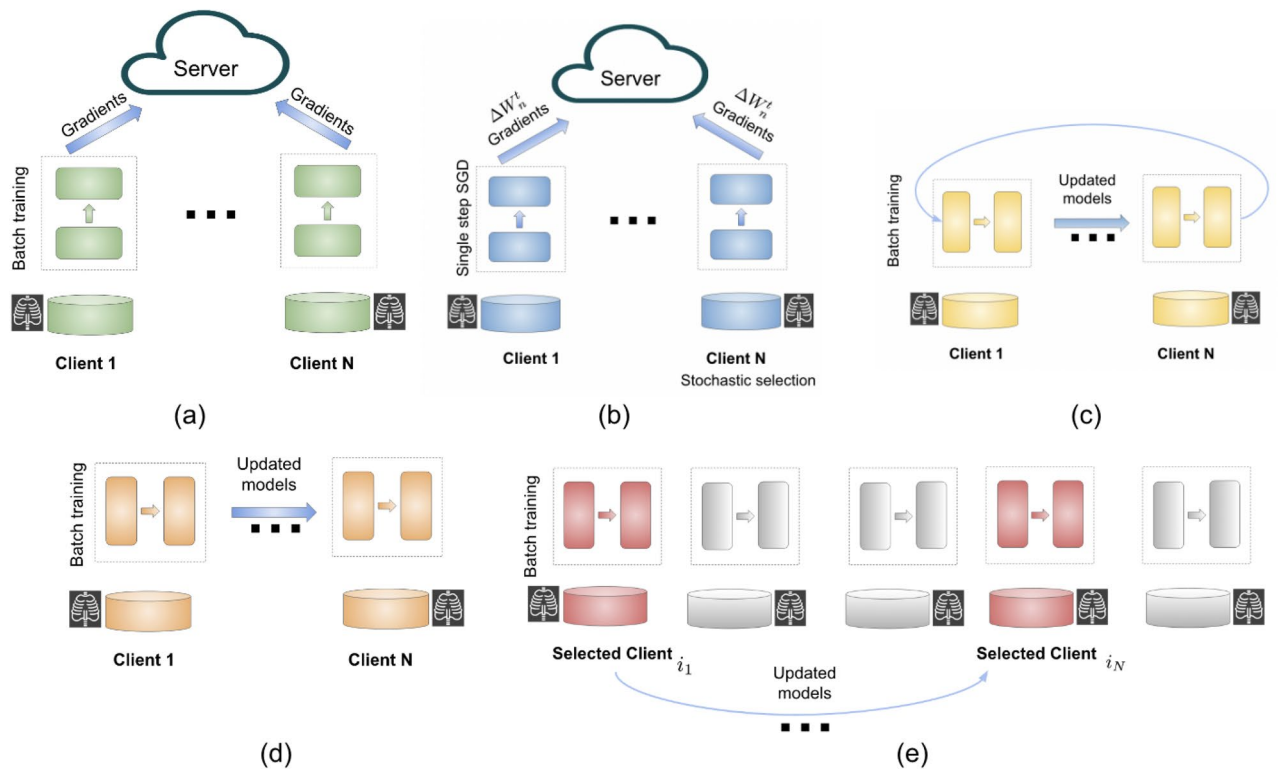 Server
Gradients
Gradients
Batch training
Client 1
Client N
(a)
Server
ΔW_n^t
Gradients
ΔW_n^t
Gradients
Single step SGD
Client 1
Client N
Stochastic selection
(b)
Batch training
Updated
models
Client 1
Client N
(c)
Batch training
Updated
models
Client 1
Client N
(d)
Batch training
Selected Client i_1
Selected Client i_N
Updated
models
(e)